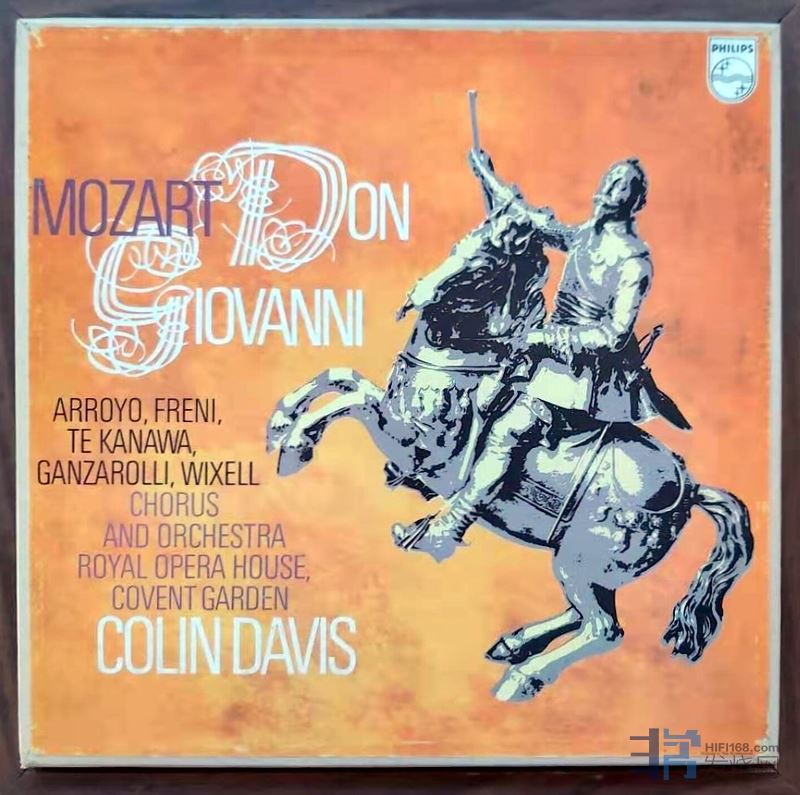 PHILIPS
MOZART DON
GIOVANNI
ARROYO, FRENI,
TE KANAWA,
GANZAROLLI, WIXELL
CHORUS
AND ORCHESTRA
ROYAL OPERA HOUSE,
COVENT GARDEN
COLIN DAVIS
HIFI168.com